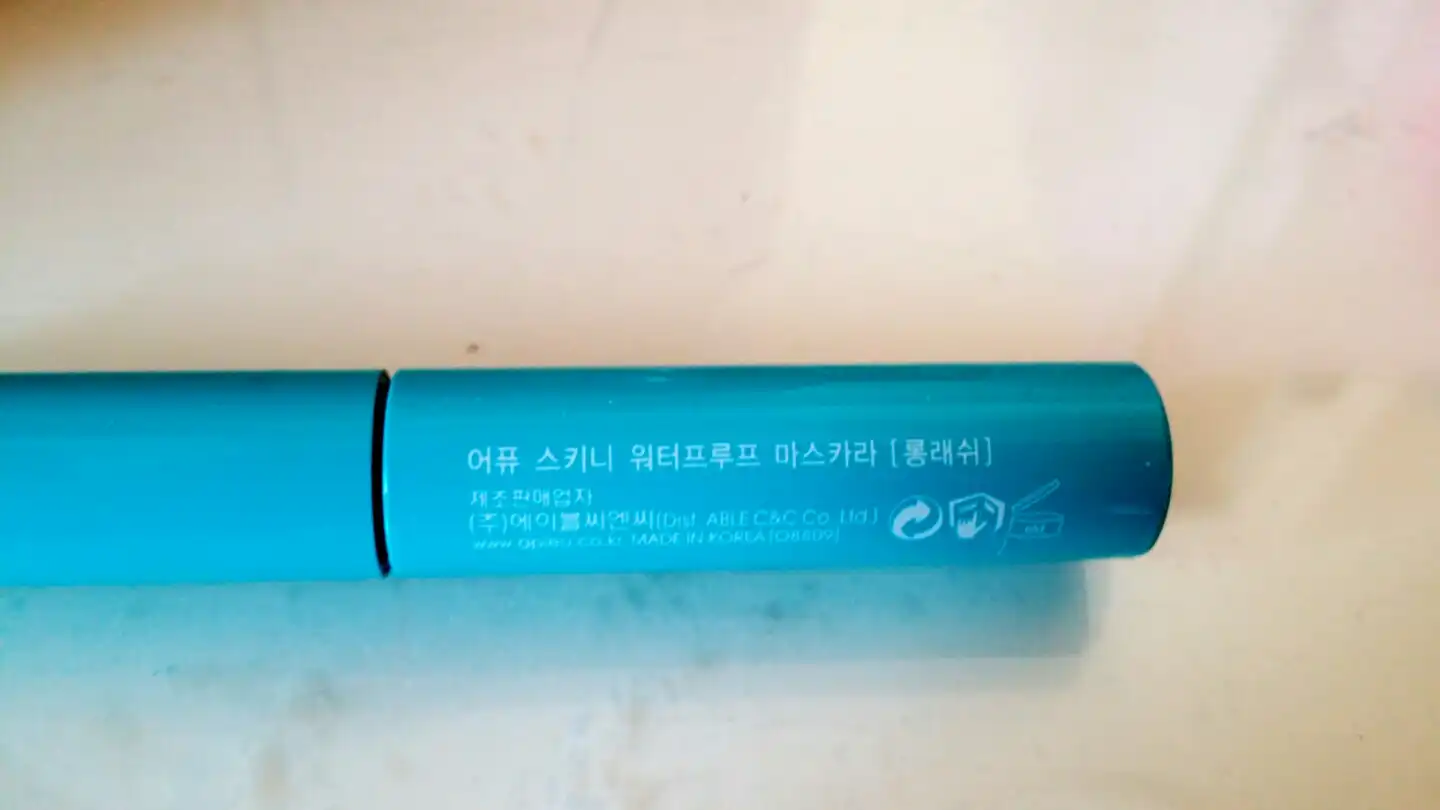 어퓨 스키니 워터프루프 마스카라 [롱래쉬]
제조판매업자
(주)에이블씨엔씨(Dist. ABLE C&C Co., Ltd.)
www.apieu.co.kr MADE IN KOREA [OBB09]